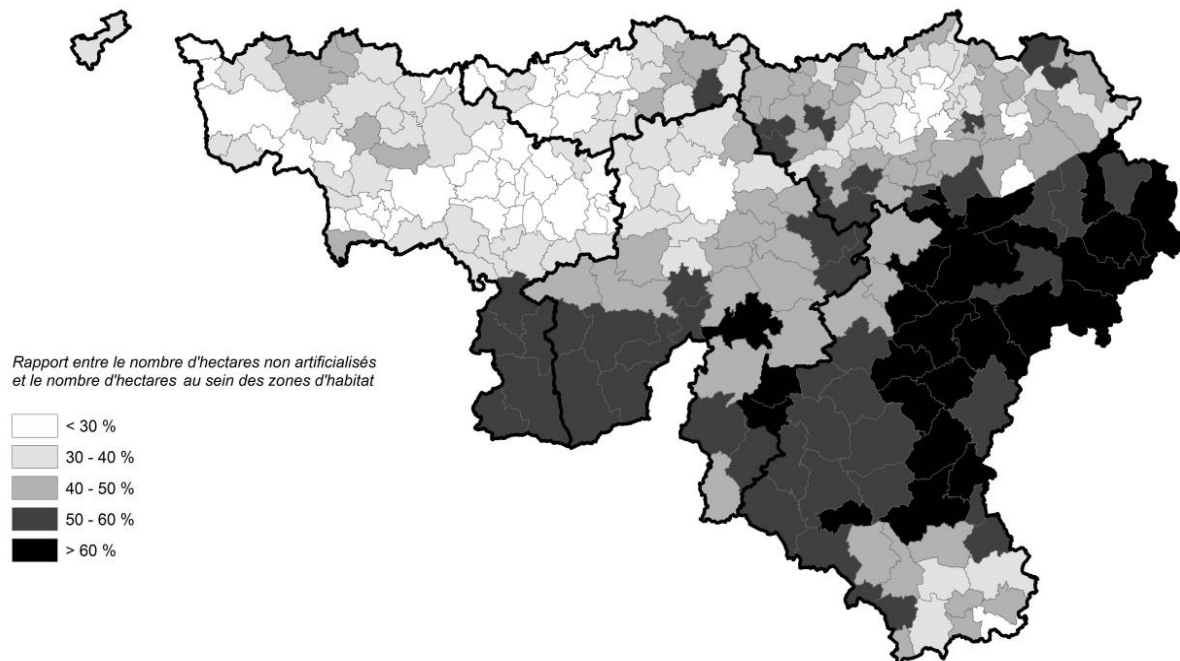 Rapport entre le nombre d'hectares non artificialisés
et le nombre d'hectares au sein des zones d'habitat
< 30 %
30 - 40 %
40 - 50 %
50 - 60 %
> 60 %